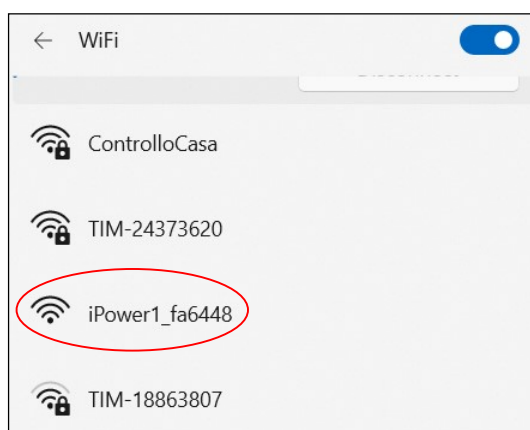 WiFi
ControlloCasa
TIM-24373620
iPower1_fa6448
TIM-18863807